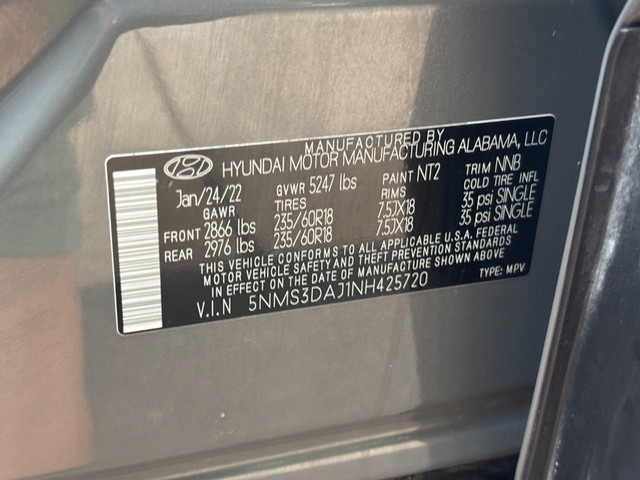 MANUFACTURED BY
HYUNDAI MOTOR MANUFACTURING ALABAMA, LLC
Jan/24/22 GVWR 5247 lbs PAINT NT2 TRIM NNB
GAWR TIRES RIMS COLD TIRE INFL
FRONT 2866 lbs 235/60R18 7.5JX18 35 psi SINGLE
REAR 2976 lbs 235/60R18 7.5JX18 35 psi SINGLE
THIS VEHICLE CONFORMS TO ALL APPLICABLE U.S.A. FEDERAL
MOTOR VEHICLE SAFETY AND THEFT PREVENTION STANDARDS
IN EFFECT ON THE DATE OF MANUFACTURE SHOWN ABOVE.
V.I.N 5NMS3DAJ1NH425720 TYPE: MPV